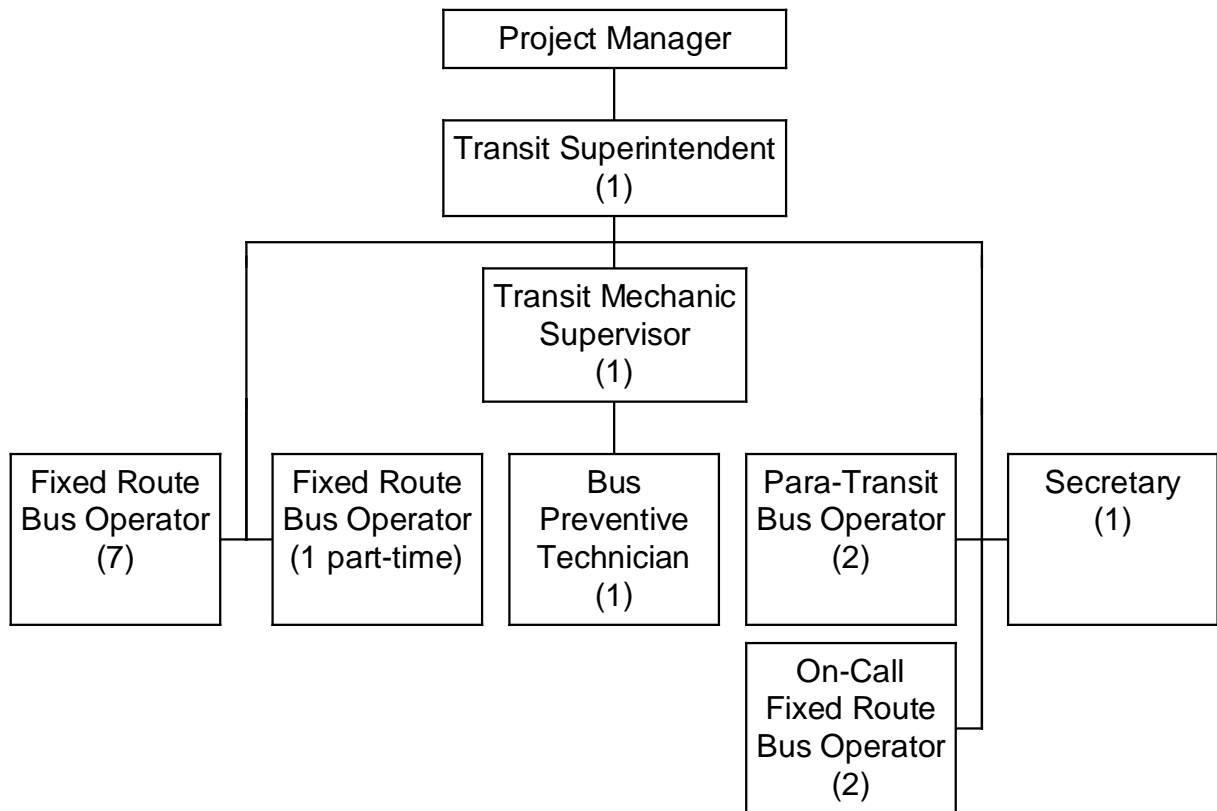 Project Manager
Transit Superintendent
(1)
Transit Mechanic
Supervisor
(1)
Fixed Route
Bus Operator
(7)
Fixed Route
Bus Operator
(1 part-time)
Bus
Preventive
Technician
(1)
Para-Transit
Bus Operator
(2)
Secretary
(1)
On-Call
Fixed Route
Bus Operator
(2)